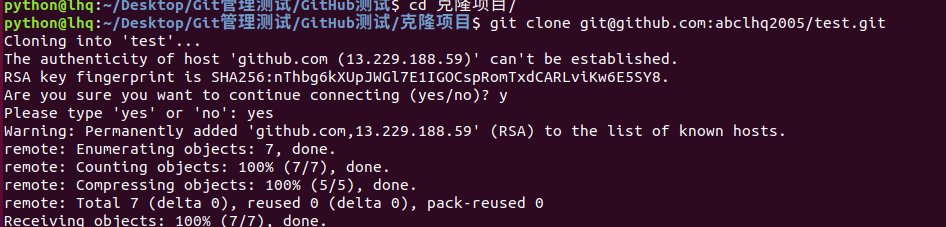 python@lhq:~/Desktop/Git管理测试/GitHub测试$ cd 克隆项目/
python@lhq:~/Desktop/Git管理测试/GitHub测试/克隆项目$ git clone git@github.com:abclhq2005/test.git
Cloning into 'test'...
The authenticity of host 'github.com (13.229.188.59)' can't be established.
RSA key fingerprint is SHA256:nThbg6kXUpJWGl7E1IGOCspRomTxdCARLviKw6E5SY8.
Are you sure you want to continue connecting (yes/no)? y
Please type 'yes' or 'no': yes
Warning: Permanently added 'github.com,13.229.188.59' (RSA) to the list of known hosts.
remote: Enumerating objects: 7, done.
remote: Counting objects: 100% (7/7), done.
remote: Compressing objects: 100% (5/5), done.
remote: Total 7 (delta 0), reused 0 (delta 0), pack-reused 0
Receiving objects: 100% (7/7), done.